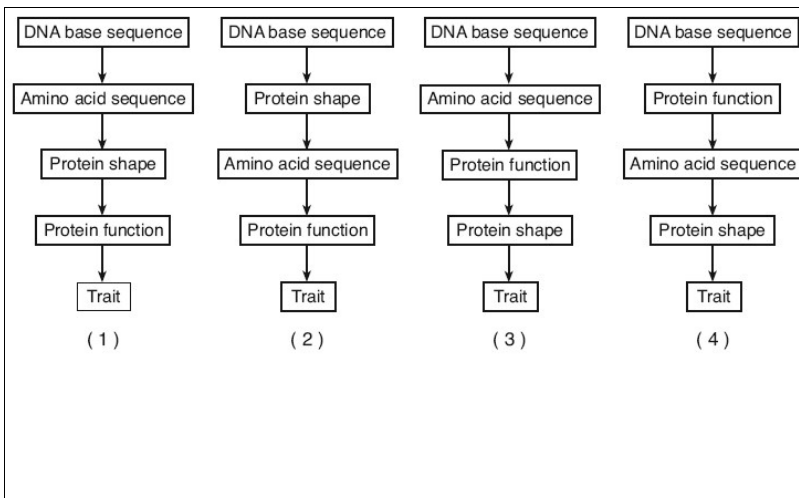 DNA base sequence DNA base sequence DNA base sequence DNA base sequence
Amino acid sequence Protein shape Amino acid sequence Protein function
Protein shape Amino acid sequence Protein function Amino acid sequence
Protein function Protein function Protein shape Protein shape
Trait Trait Trait Trait
( 1 ) ( 2 ) ( 3 ) ( 4 )